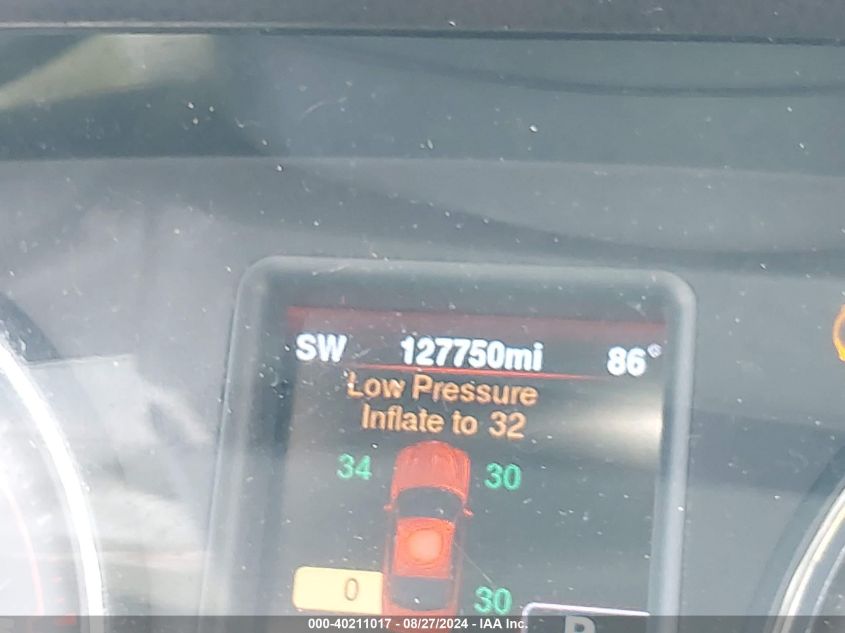 SW 127750mi 86°
Low Pressure
Inflate to 32
34 30
0 30
000-40211017 - 08/27/2024 - IAA Inc.